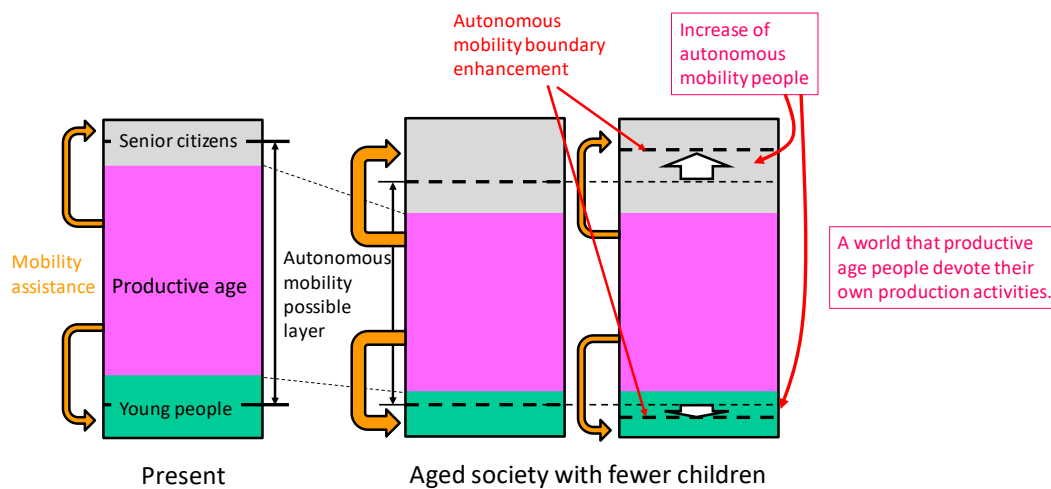 Autonomous
mobility boundary
enhancement
Increase of
autonomous
mobility people
Senior citizens
Mobility
assistance
Productive age
Autonomous
mobility
possible
layer
A world that productive
age people devote their
own production activities.
Young people
Present
Aged society with fewer children